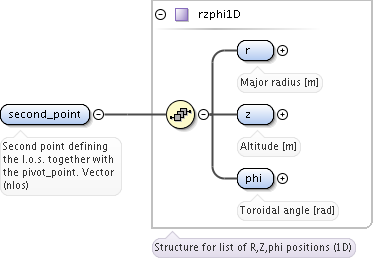 rzphi1D
r
Major radius [m]
second_point
z
Second point defining
the l.o.s. together with
the pivot_point. Vector
(nlos)
Altitude [m]
phi
Toroidal angle [rad]
Structure for list of R,Z,phi positions (1D)